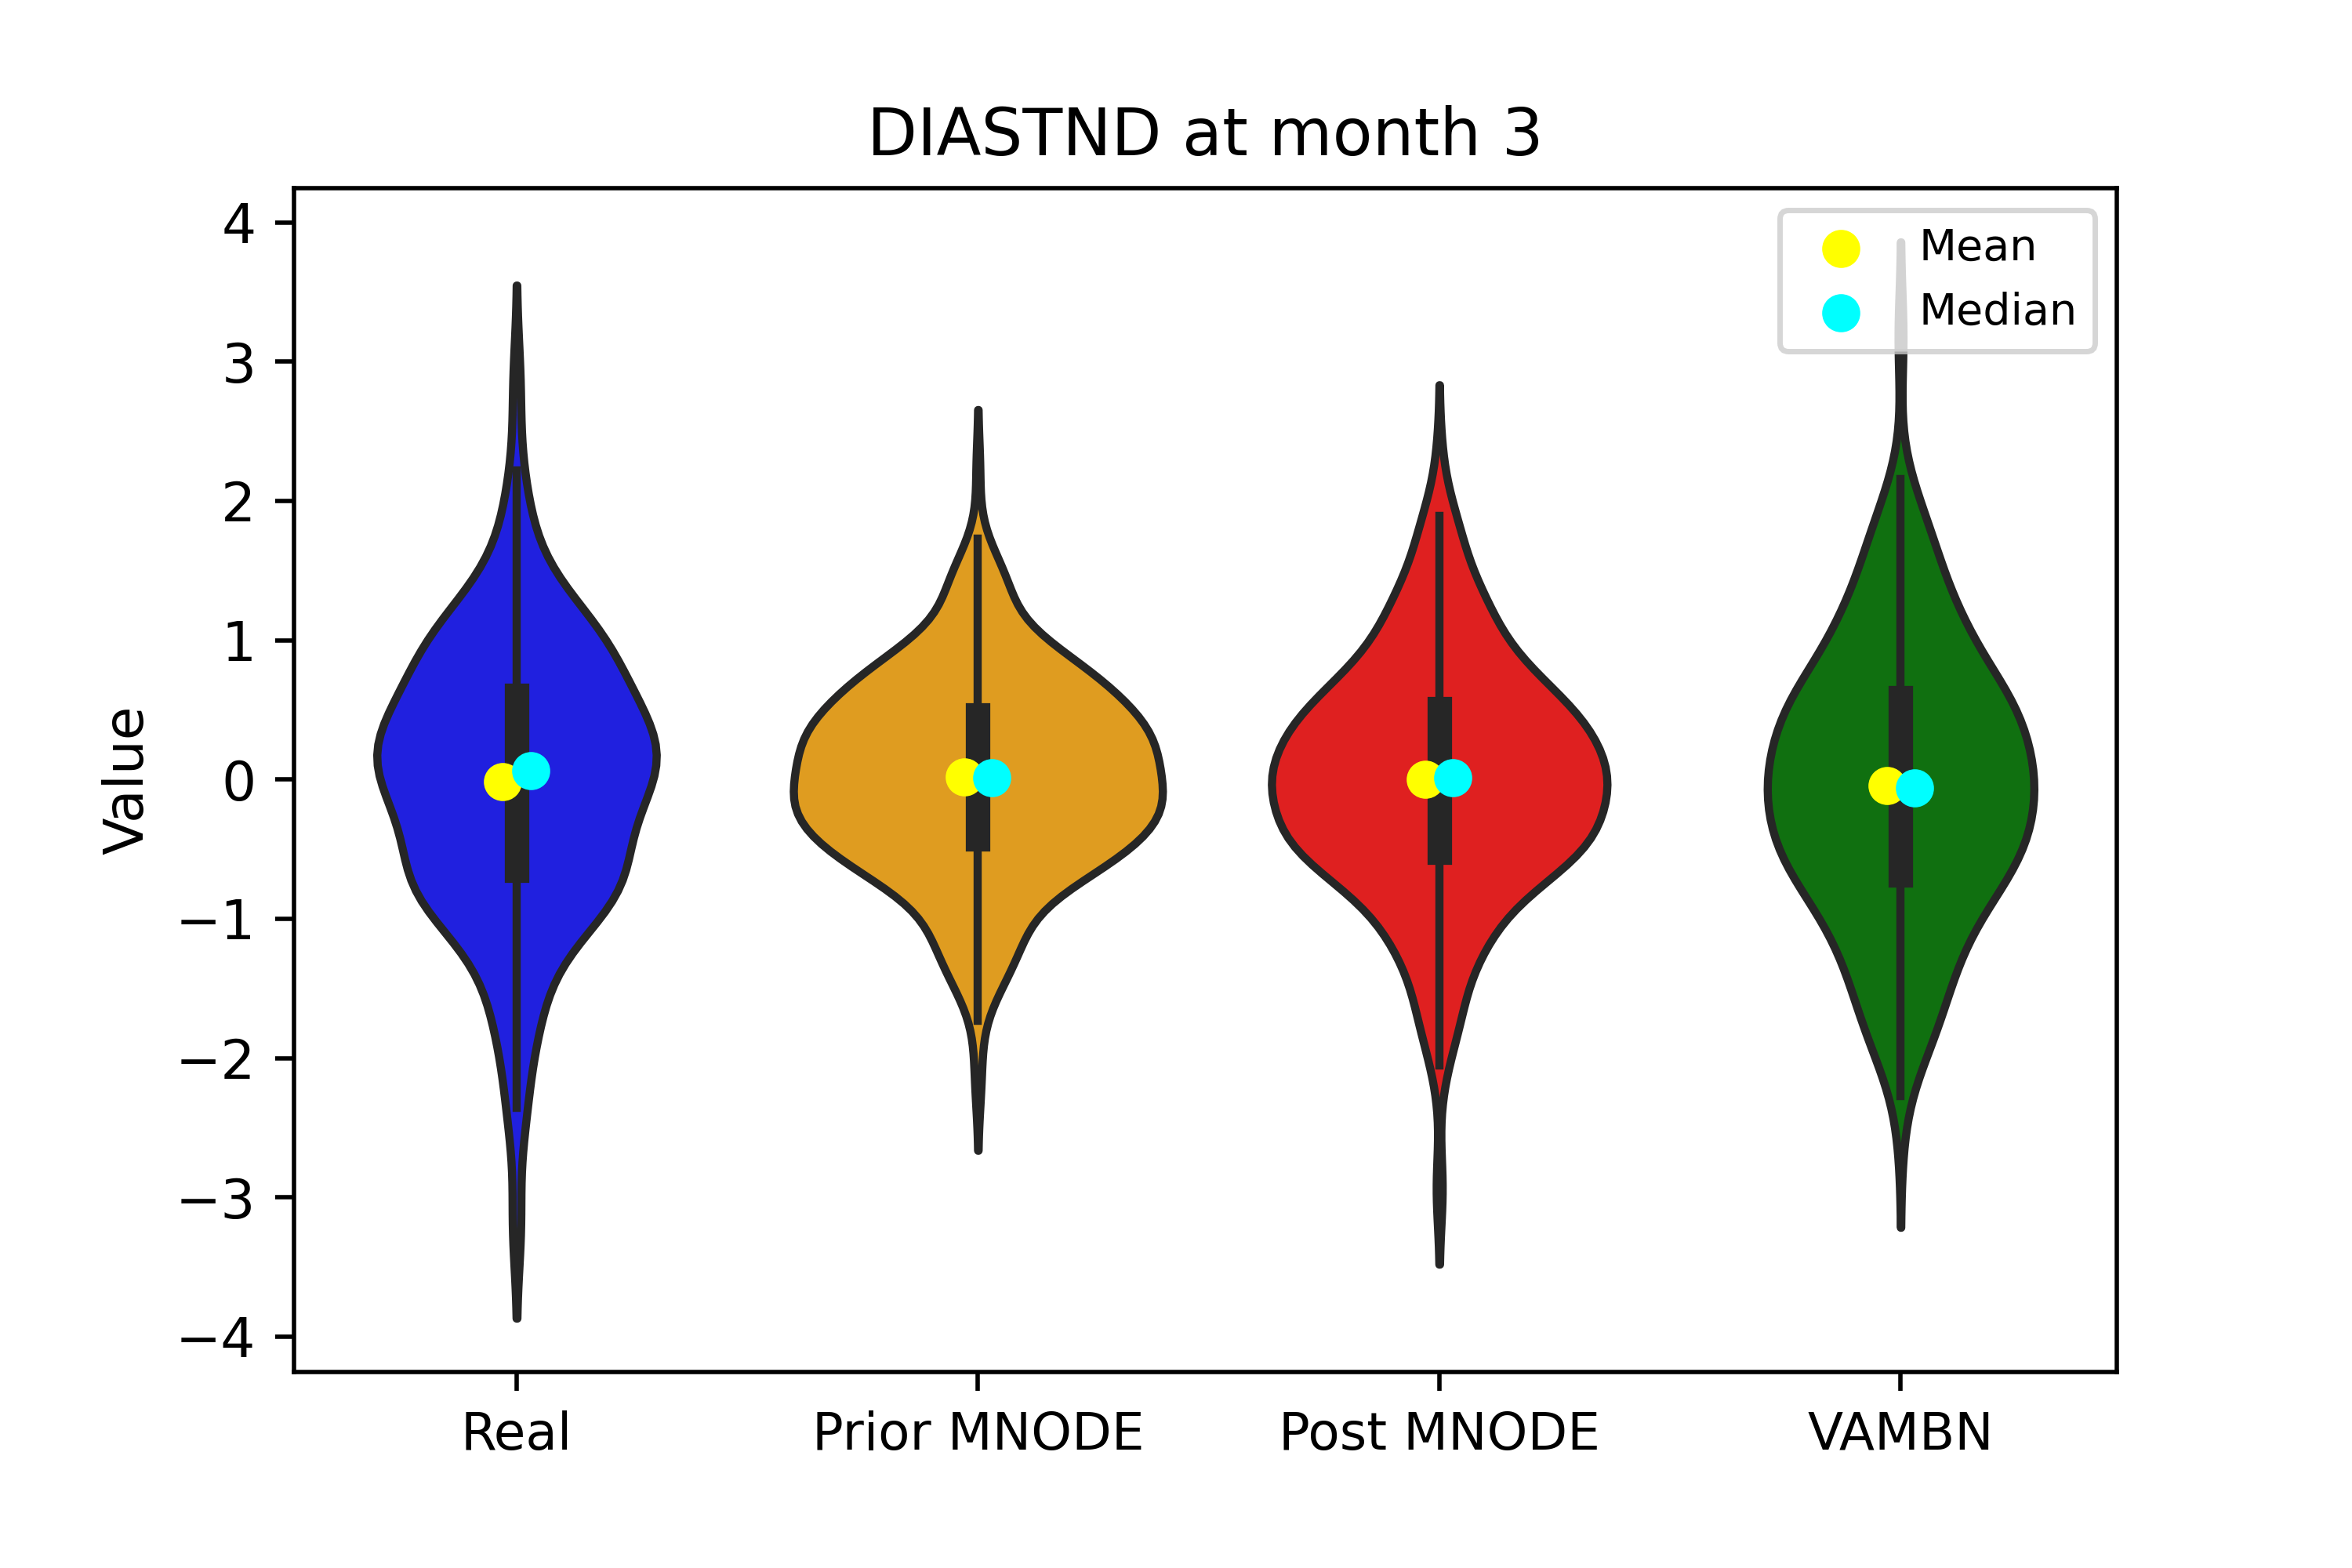 DIASTND at month 3
Mean
Median
Value
4
3
2
1
0
−1
−2
−3
−4
Real
Prior MNODE
Post MNODE
VAMBN